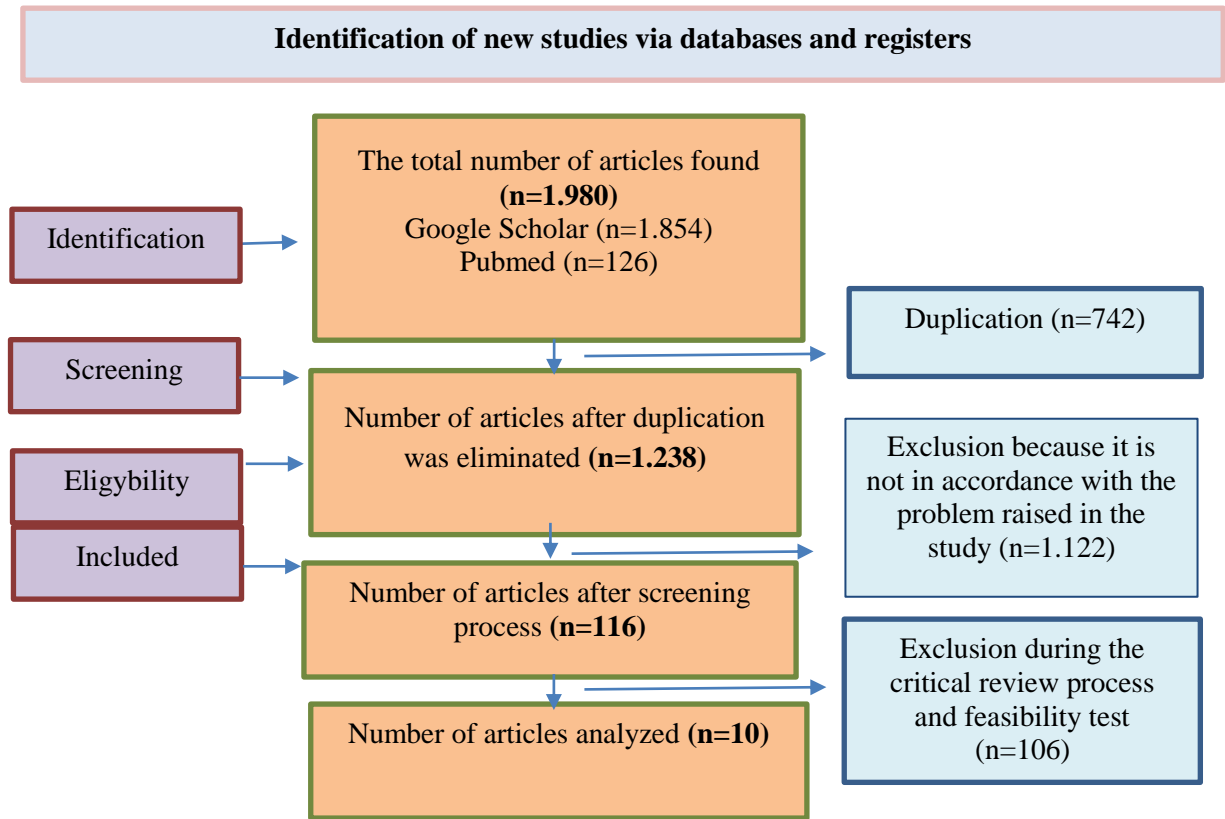 Identification of new studies via databases and registers
The total number of articles found
(n=1.980)
Google Scholar (n=1.854)
Pubmed (n=126)
Identification
Duplication (n=742)
Screening
Number of articles after duplication
was eliminated (n=1.238)
Exclusion because it is
not in accordance with the
problem raised in the
study (n=1.122)
Eligybility
Included
Number of articles after screening
process (n=116)
Exclusion during the
critical review process
and feasibility test
(n=106)
Number of articles analyzed (n=10)